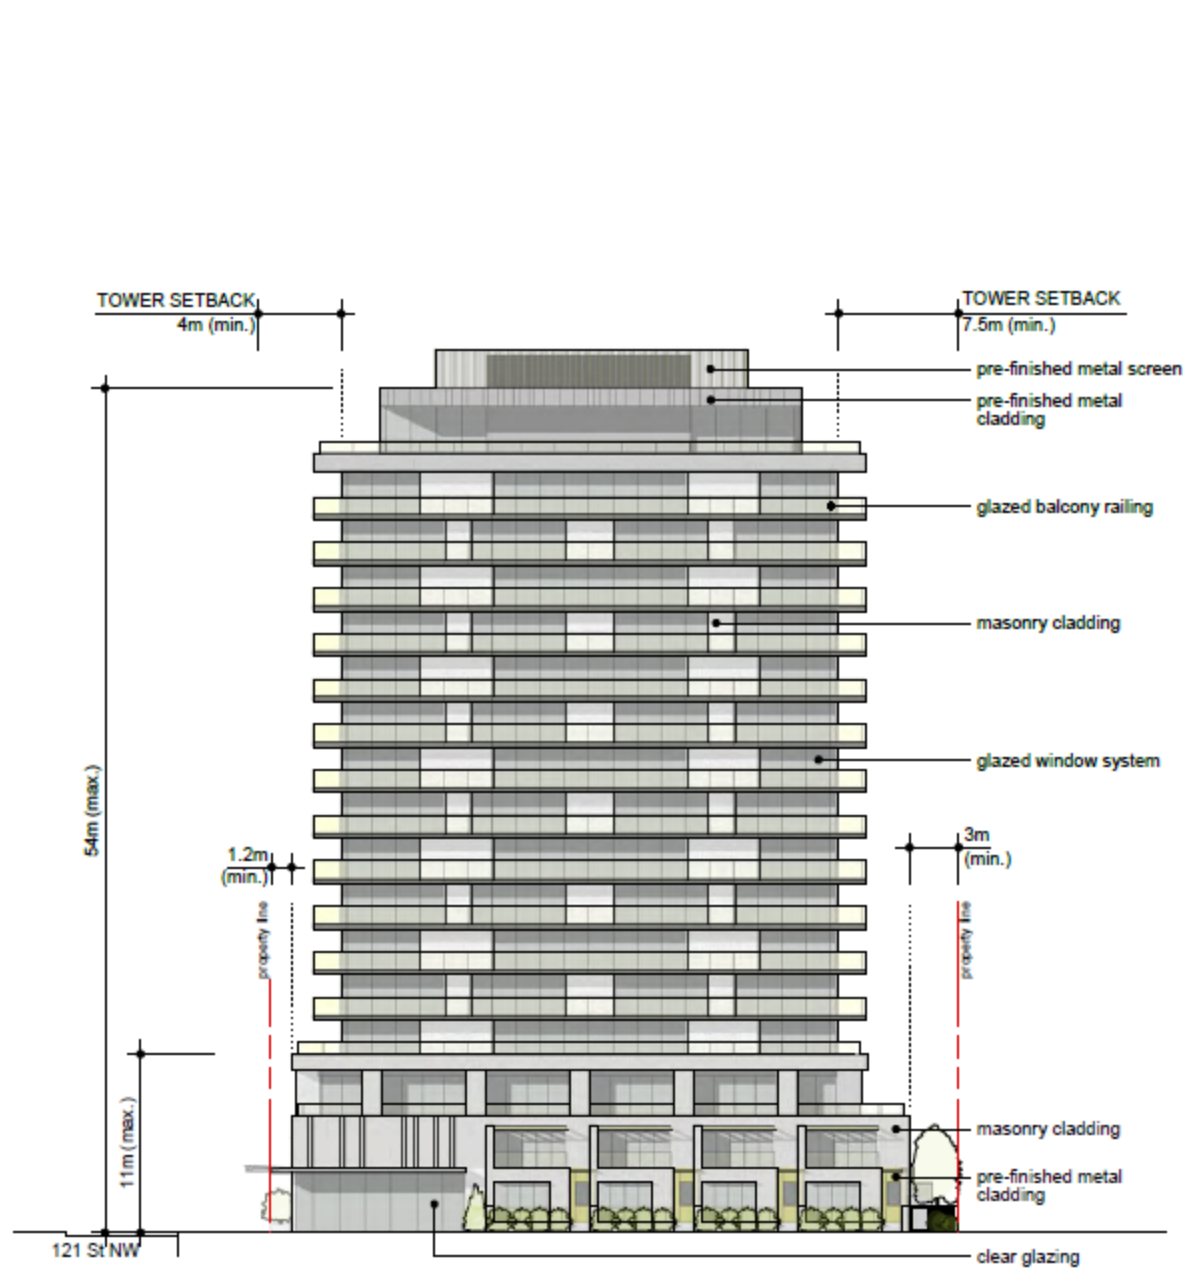 TOWER SETBACK
4m (min.)
TOWER SETBACK
7.5m (min.)
pre-finished metal screen
pre-finished metal
cladding
glazed balcony railing
masonry cladding
glazed window system
54m (max.)
1.2m
(min.)
3m
(min.)
property line
property line
11m (max.)
masonry cladding
pre-finished metal
cladding
121 St NW
clear glazing